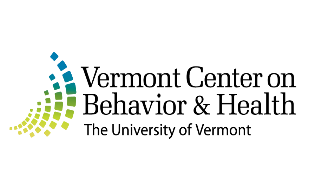 Vermont Center on
Behavior & Health
The University of Vermont